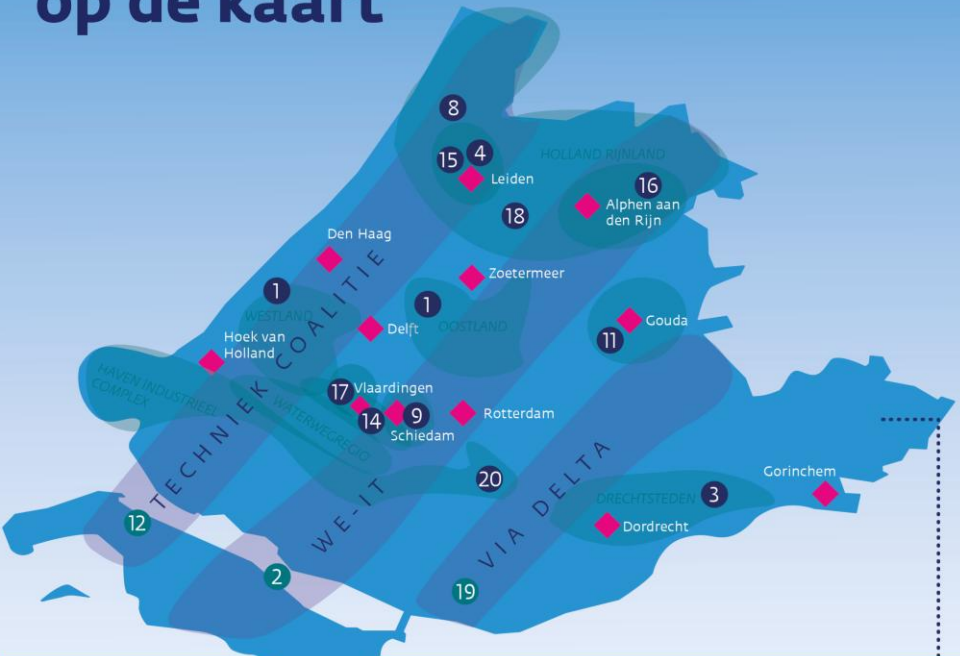 op de kaart
8
15
4
Leiden
HOLLAND RIJNLAND
16
Alphen aan
den Rijn
18
Den Haag
Zoetermeer
1
WESTLAND
1
OOSTLAND
Delft
Gouda
11
Hoek van
Holland
HAVEN INDUSTRIEEL
COMPLEX
TECHNIEK COALITIE
WATERWEGREGIO
17
Vlaardingen
14
9
Schiedam
Rotterdam
20
WE-IT
VIA DELTA
DRECHTSTEDEN
3
Gorinchem
Dordrecht
12
2
19